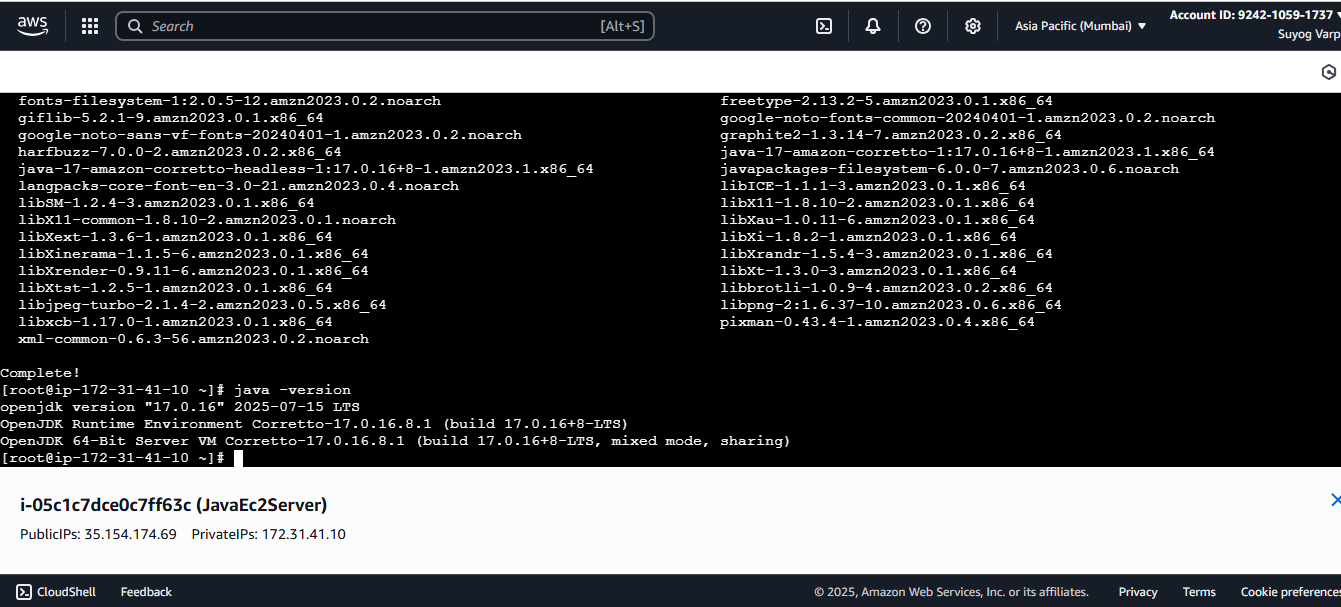 aws
Search [Alt+S] Asia Pacific (Mumbai) Account ID: 9242-1059-1737
Suyog Varp
fonts-filesystem-1:2.0.5-12.amzn2023.0.2.noarch freetype-2.13.2-5.amzn2023.0.1.x86_64
giflib-5.2.1-9.amzn2023.0.1.x86_64 google-noto-fonts-common-20240401-1.amzn2023.0.2.noarch
google-noto-sans-vf-fonts-20240401-1.amzn2023.0.2.noarch graphite2-1.3.14-7.amzn2023.0.2.x86_64
harfbuzz-7.0.0-2.amzn2023.0.2.x86_64 java-17-amazon-corretto-1:17.0.16+8-1.amzn2023.1.x86_64
java-17-amazon-corretto-headless-1:17.0.16+8-1.amzn2023.1.x86_64 javapackages-filesystem-6.0.0-7.amzn2023.0.6.noarch
langpacks-core-font-en-3.0-21.amzn2023.0.4.noarch libICE-1.1.1-3.amzn2023.0.1.x86_64
libSM-1.2.4-3.amzn2023.0.1.x86_64 libX11-1.8.10-2.amzn2023.0.1.x86_64
libX11-common-1.8.10-2.amzn2023.0.1.noarch libXau-1.0.11-6.amzn2023.0.1.x86_64
libXext-1.3.6-1.amzn2023.0.1.x86_64 libXi-1.8.2-1.amzn2023.0.1.x86_64
libXinerama-1.1.5-6.amzn2023.0.1.x86_64 libXrandr-1.5.4-3.amzn2023.0.1.x86_64
libXrender-0.9.11-6.amzn2023.0.1.x86_64 libXt-1.3.0-3.amzn2023.0.1.x86_64
libXtst-1.2.5-1.amzn2023.0.1.x86_64 libbrotli-1.0.9-4.amzn2023.0.2.x86_64
libjpeg-turbo-2.1.4-2.amzn2023.0.5.x86_64 libpng-2:1.6.37-10.amzn2023.0.6.x86_64
libxcb-1.17.0-1.amzn2023.0.1.x86_64 pixman-0.43.4-1.amzn2023.0.4.x86_64
xml-common-0.6.3-56.amzn2023.0.2.noarch
Complete!
[root@ip-172-31-41-10 ~]# java -version
openjdk version "17.0.16" 2025-07-15 LTS
OpenJDK Runtime Environment Corretto-17.0.16.8.1 (build 17.0.16+8-LTS)
OpenJDK 64-Bit Server VM Corretto-17.0.16.8.1 (build 17.0.16+8-LTS, mixed mode, sharing)
[root@ip-172-31-41-10 ~]#
i-05c1c7dce0c7ff63c (JavaEc2Server)
PublicIPs: 35.154.174.69 PrivateIPs: 172.31.41.10
CloudShell Feedback © 2025, Amazon Web Services, Inc. or its affiliates. Privacy Terms Cookie preferences